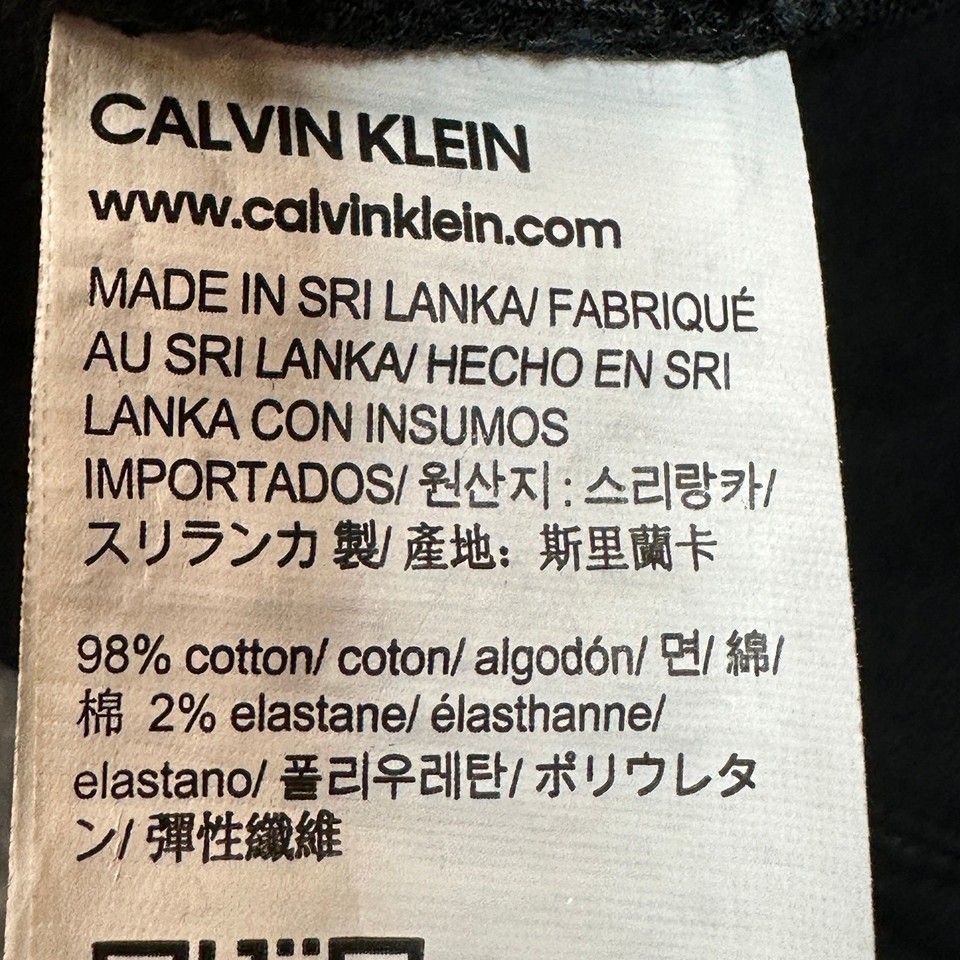 CALVIN KLEIN
www.calvinklein.com
MADE IN SRI LANKA/ FABRIQUÉ
AU SRI LANKA/ HECHO EN SRI
LANKA CON INSUMOS
IMPORTADOS/ 원산지 : 스리랑카/
スリランカ 製/ 產地：斯里蘭卡
98% cotton/ coton/ algodón/ 면/ 綿/
棉 2% elastane/ élasthanne/
elastano/ 폴리우레탄/ ポリウレタ
ン/ 彈性纖維